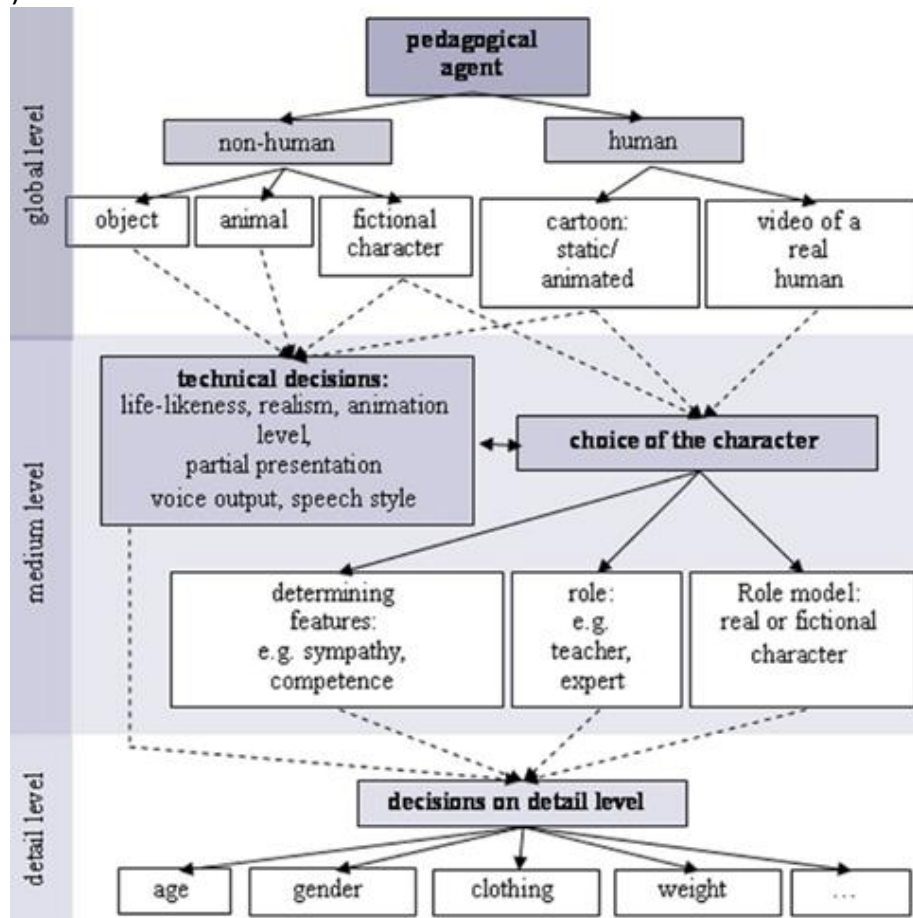 pedagogical
agent
global level
non-human
human
object
animal
fictional
character
cartoon:
static/
animated
video of a
real
human
medium level
technical decisions:
life-likeness, realism, animation
level,
partial presentation
voice output, speech style
choice of the character
determining
features:
e.g. sympathy,
competence
role:
e.g.
teacher,
expert
Role model:
real or fictional
character
detail level
decisions on detail level
age
gender
clothing
weight
...